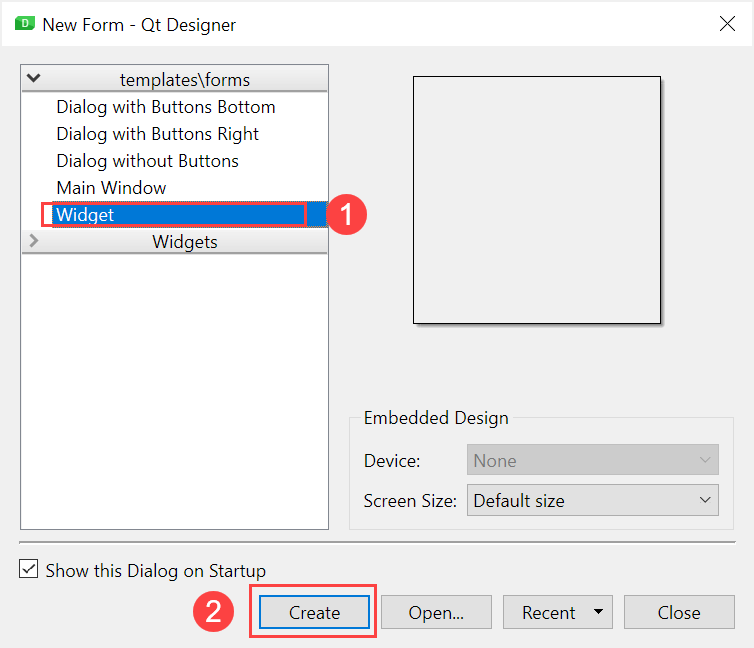 New Form - Qt Designer
templates\forms
Dialog with Buttons Bottom
Dialog with Buttons Right
Dialog without Buttons
Main Window
Widget
1
Widgets
Embedded Design
Device: None
Screen Size: Default size
Show this Dialog on Startup
2 Create Open... Recent Close